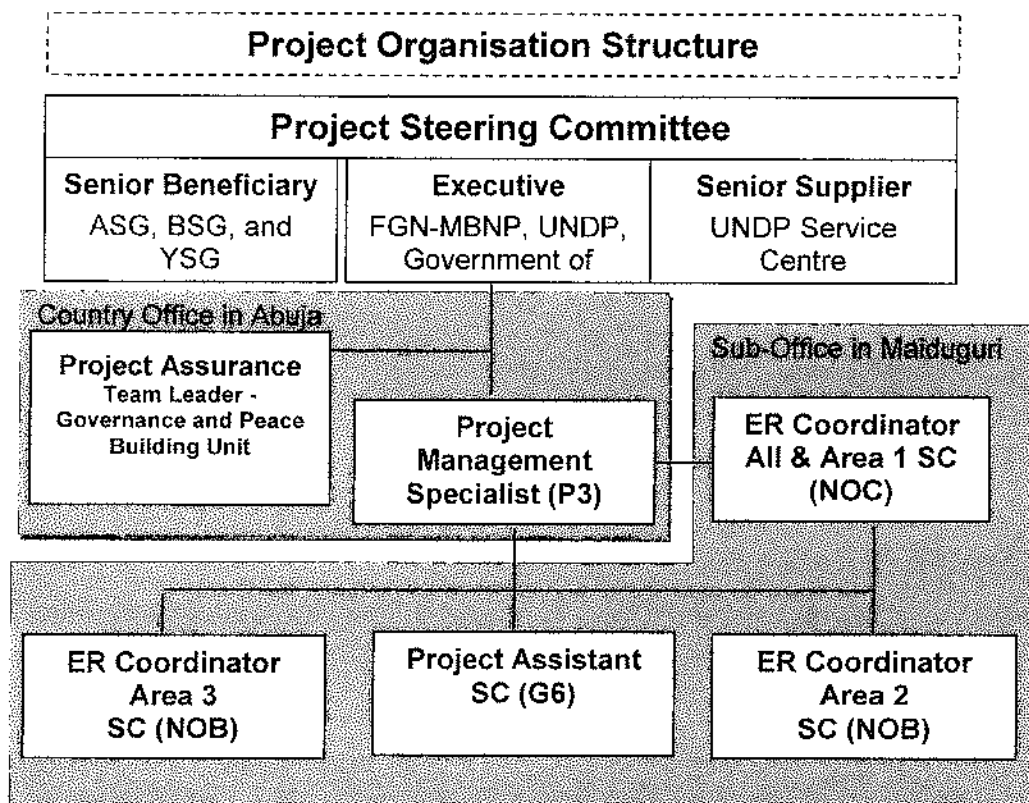 Project Organisation Structure
Project Steering Committee
Senior Beneficiary
ASG, BSG, and
YSG
Executive
FGN-MBNP, UNDP,
Government of
Senior Supplier
UNDP Service
Centre
Country Office in Abuja
Project Assurance
Team Leader -
Governance and Peace
Building Unit
Project
Management
Specialist (P3)
Sub-Office in Maiduguri
ER Coordinator
All & Area 1 SC
(NOC)
ER Coordinator
Area 3
SC (NOB)
Project Assistant
SC (G6)
ER Coordinator
Area 2
SC (NOB)